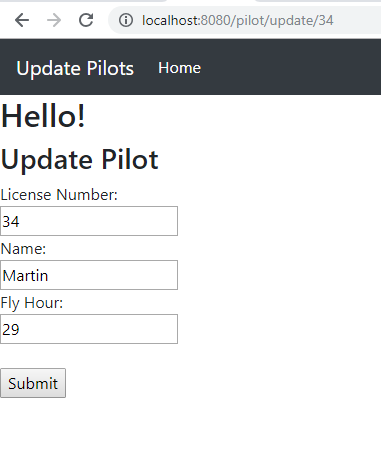 localhost:8080/pilot/update/34
Update Pilots Home
Hello!
Update Pilot
License Number:
34
Name:
Martin
Fly Hour:
29
Submit